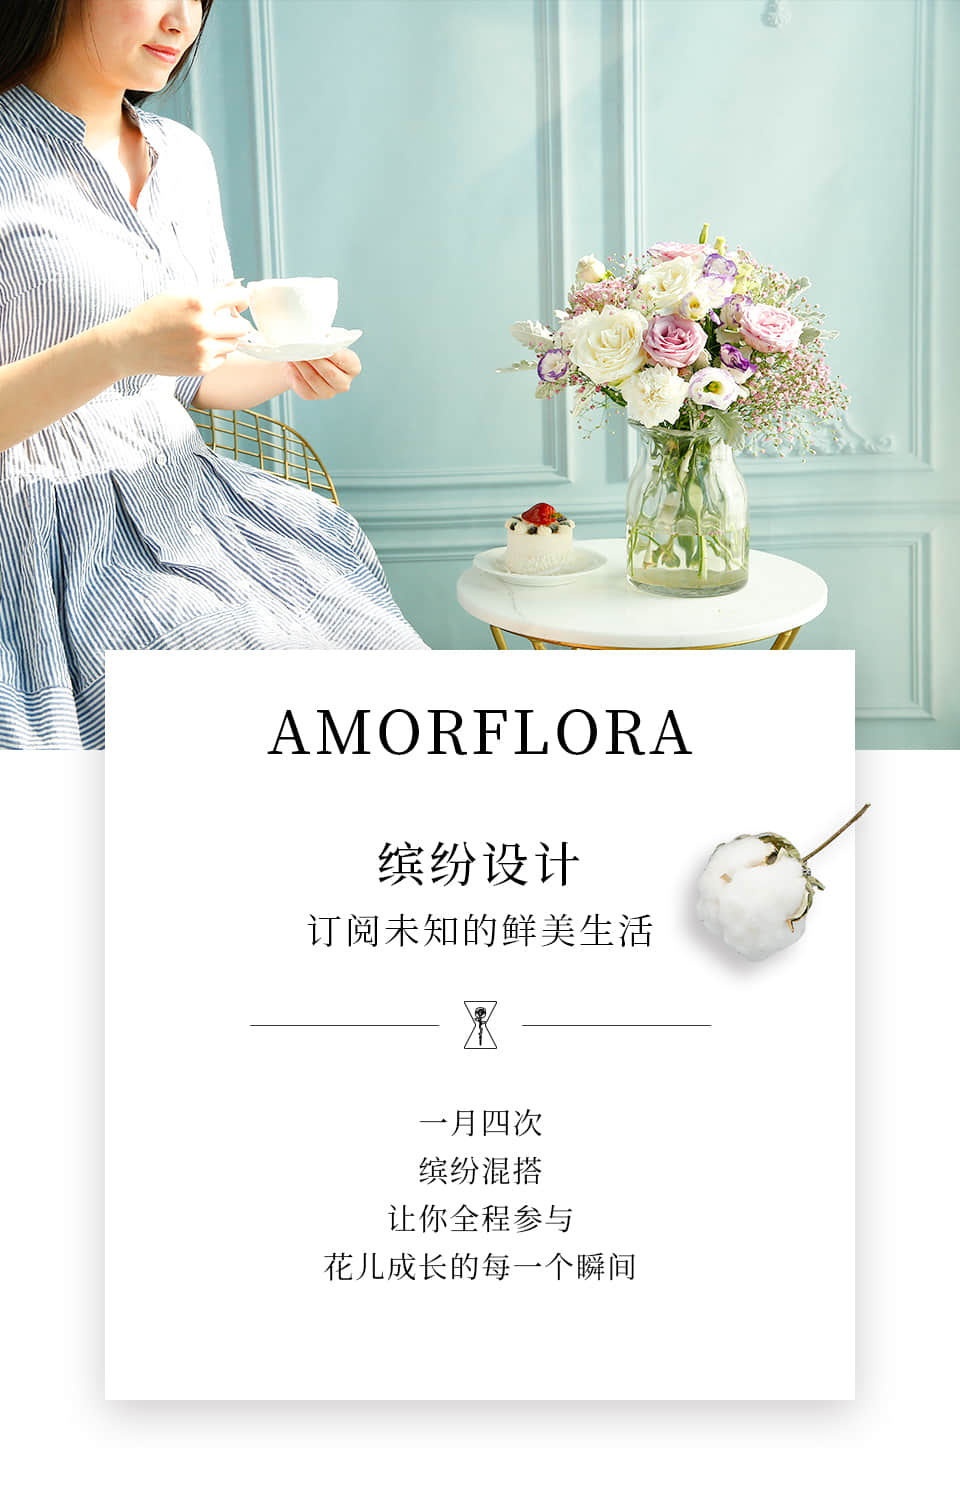 AMORFLORA
缤纷设计
订阅未知的鲜美生活
一月四次
缤纷混搭
让你全程参与
花儿成长的每一个瞬间